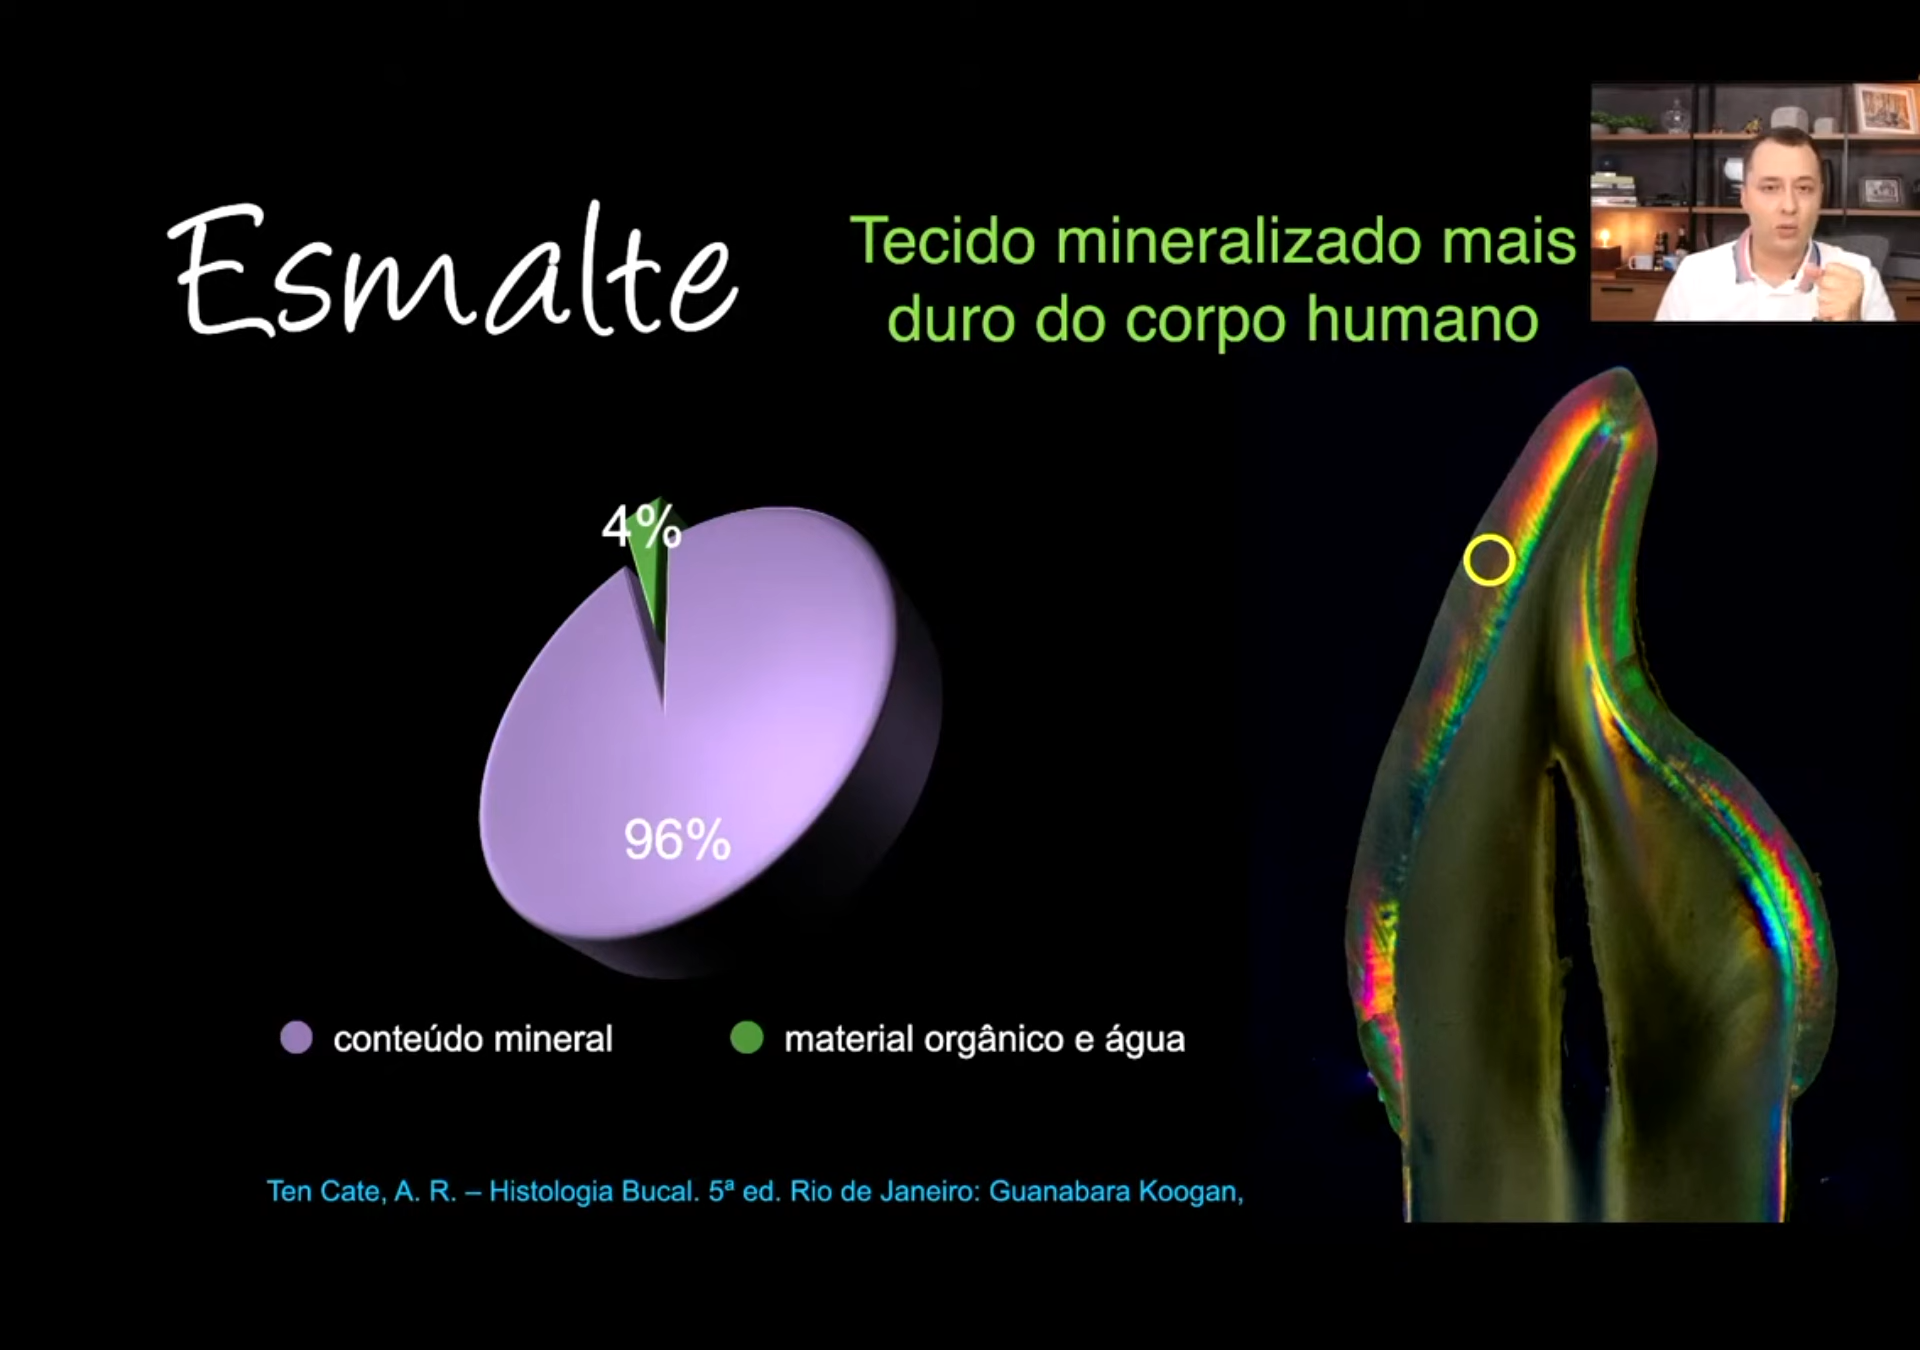 Esmalte
Tecido mineralizado mais
duro do corpo humano
4%
96%
conteúdo mineral
material orgânico e água
Ten Cate, A. R. – Histologia Bucal. 5ª ed. Rio de Janeiro: Guanabara Koogan,